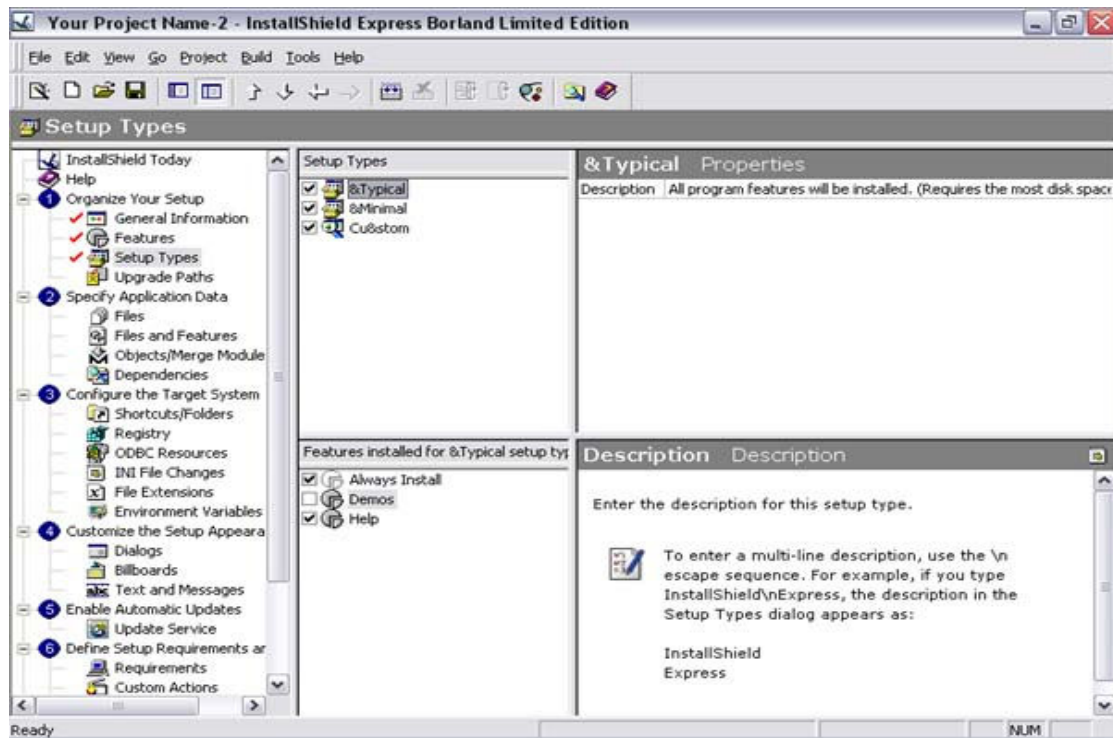 Your Project Name-2 - InstallShield Express Borland Limited Edition
File Edit View Go Project Build Tools Help
Setup Types
InstallShield Today
Help
1 Organize Your Setup
General Information
Features
Setup Types
Upgrade Paths
2 Specify Application Data
Files
Files and Features
Objects/Merge Module
Dependencies
3 Configure the Target System
Shortcuts/Folders
Registry
ODBC Resources
INI File Changes
File Extensions
Environment Variables
4 Customize the Setup Appeara
Dialogs
Billboards
Text and Messages
5 Enable Automatic Updates
Update Service
6 Define Setup Requirements ar
Requirements
Custom Actions
Setup Types
&Typical
&Minimal
Cu&stom
Features installed for &Typical setup typ
Always Install
Demos
Help
&Typical Properties
Description All program features will be installed. (Requires the most disk space
Description Description
Enter the description for this setup type.
To enter a multi-line description, use the \n
escape sequence. For example, if you type
InstallShield\nExpress, the description in the
Setup Types dialog appears as:
InstallShield
Express
Ready
NUM